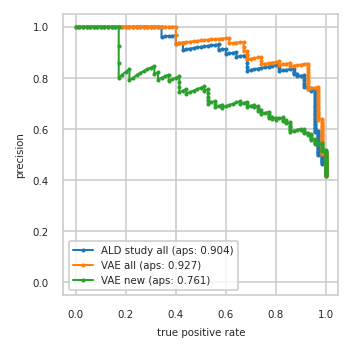 precision
1.0
0.8
0.6
0.4
0.2
0.0
ALD study all (aps: 0.904)
VAE all (aps: 0.927)
VAE new (aps: 0.761)
0.0 0.2 0.4 0.6 0.8 1.0
true positive rate